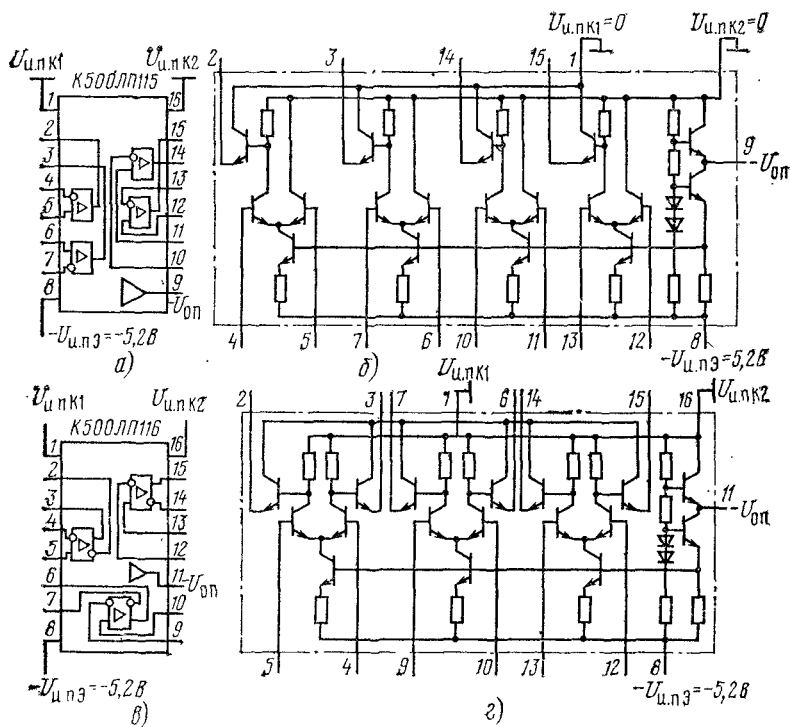 Uи.пК1=0
Uи.пК2=0
Uи.пК1
Uи.пК2
К500ЛП115
1
2
3
4
5
6
7
8
16
15
14
13
12
11
10
9
-Uоп
-Uи.пЭ=-5,2В
а)
2
3
14
15
1
9
-Uоп
4
5
7
6
10
11
13
12
8
-Uи.пЭ=5,2В
б)
Uи.пК1
Uи.пК2
К500ЛП116
1
2
3
4
5
6
7
8
16
15
14
13
12
11
-Uоп
10
9
-Uи.пЭ=-5,2В
в)
Uи.пК1
Uи.пК2
2
3
7
1
6
14
15
16
11
-Uоп
5
4
9
10
13
12
8
-Uи.пЭ=-5,2В
г)